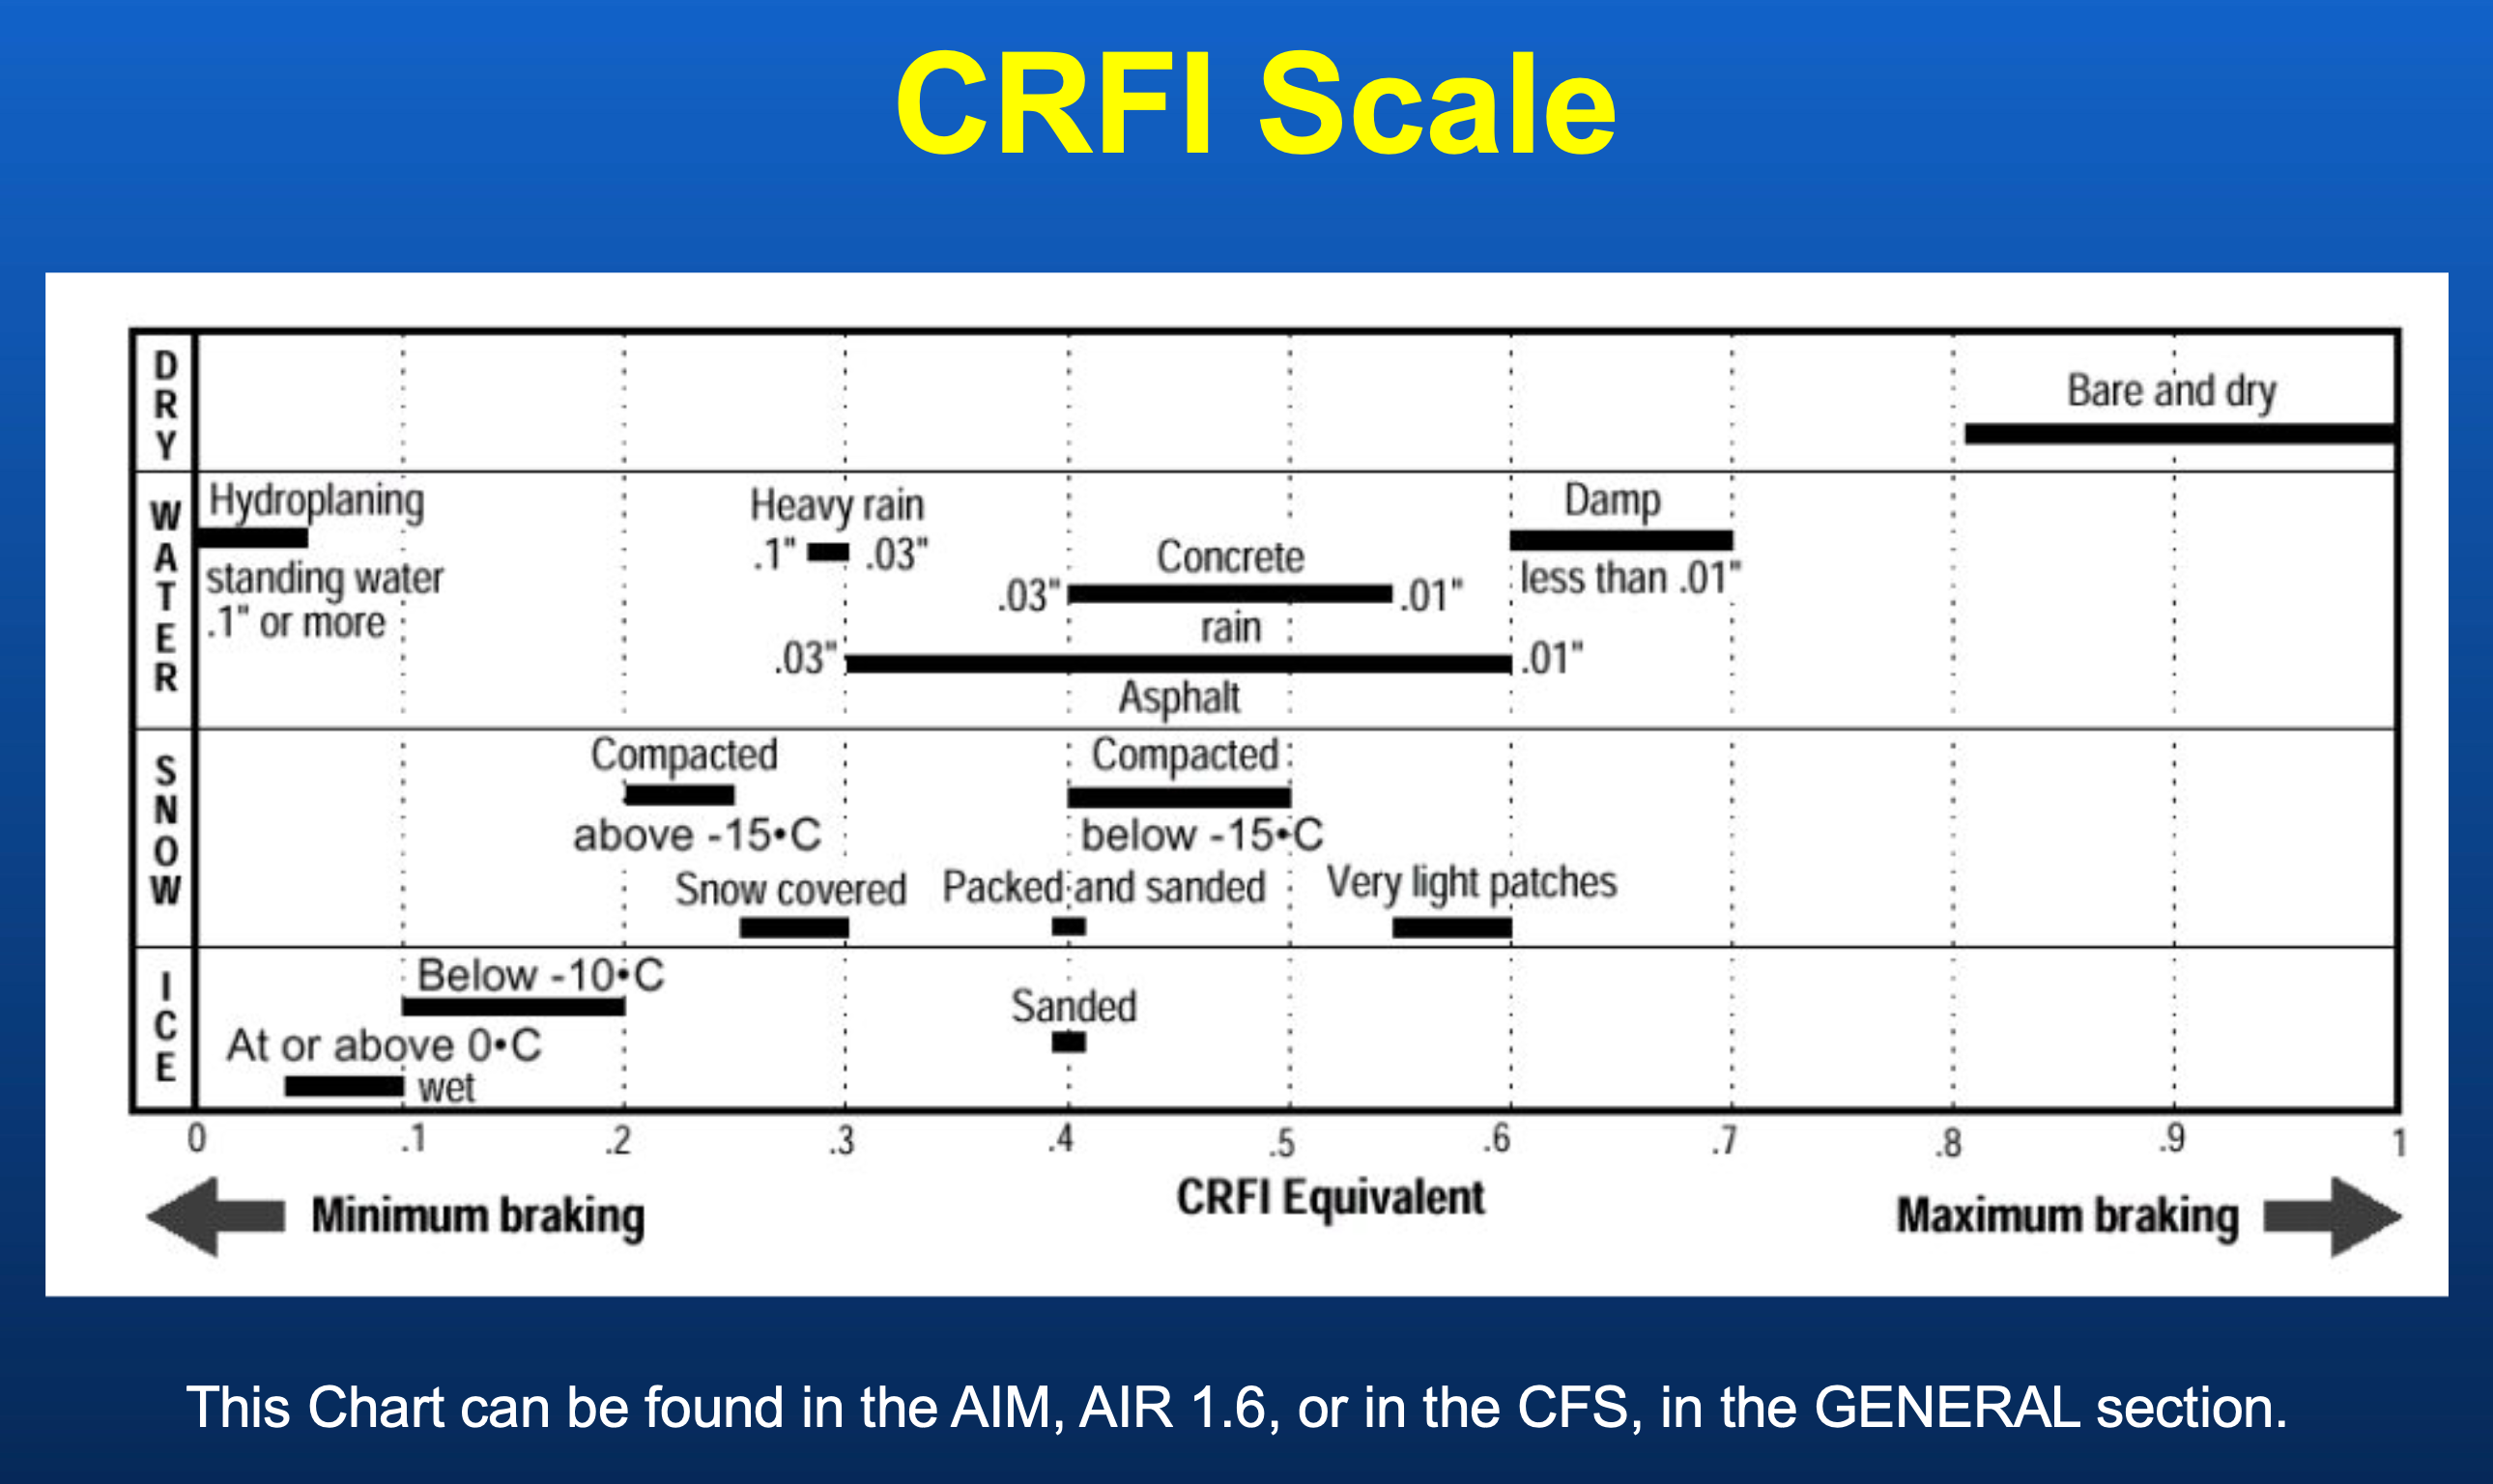 CRFI Scale
DRY
Bare and dry
WATER
Hydroplaning
standing water
.1" or more
Heavy rain
.1" .03"
Concrete
.03" .01"
rain
.03" .01"
Asphalt
Damp
less than .01"
SNOW
Compacted
above -15•C
Compacted
below -15•C
Snow covered
Packed and sanded
Very light patches
ICE
Below -10•C
At or above 0•C
wet
Sanded
0 .1 .2 .3 .4 .5 .6 .7 .8 .9 1
Minimum braking
CRFI Equivalent
Maximum braking
This Chart can be found in the AIM, AIR 1.6, or in the CFS, in the GENERAL section.